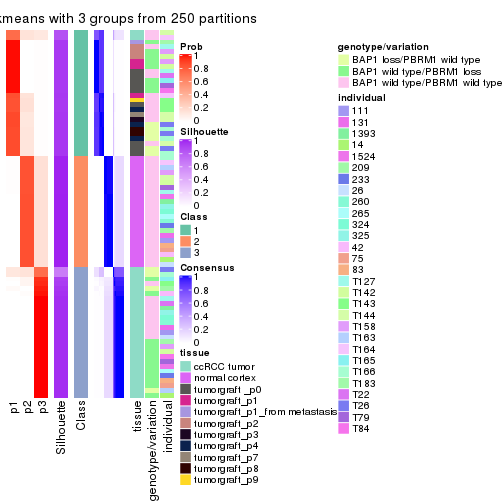 kmeans with 3 groups from 250 partitions
Prob
1
0.8
0.6
0.4
0.2
0
Silhouette
1
0.8
0.6
0.4
0.2
0
Class
1
2
3
Consensus
1
0.8
0.6
0.4
0.2
0
tissue
ccRCC tumor
normal cortex
tumorgraft_p0
tumorgraft_p1
tumorgraft_p1_from metastasis
tumorgraft_p2
tumorgraft_p3
tumorgraft_p4
tumorgraft_p7
tumorgraft_p8
tumorgraft_p9
genotype/variation
BAP1 loss/PBRM1 wild type
BAP1 wild type/PBRM1 loss
BAP1 wild type/PBRM1 wild type
individual
111
131
1393
14
1524
209
233
26
260
265
324
325
42
75
83
T127
T142
T143
T144
T158
T163
T164
T165
T166
T183
T22
T26
T79
T84
p1
p2
p3
Silhouette
Class
tissue
genotype/variation
individual